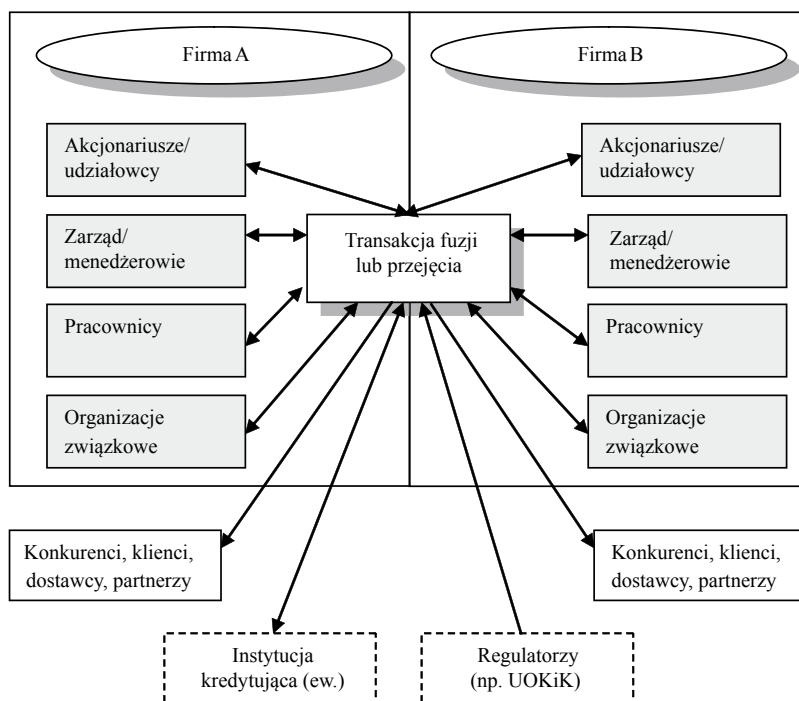 Firma A
Firma B
Akcjonariusze/
udziałowcy
Akcjonariusze/
udziałowcy
Zarząd/
menedżerowie
Transakcja fuzji
lub przejęcia
Zarząd/
menedżerowie
Pracownicy
Pracownicy
Organizacje
związkowe
Organizacje
związkowe
Konkurenci, klienci,
dostawcy, partnerzy
Konkurenci, klienci,
dostawcy, partnerzy
Instytucja
kredytująca (ew.)
Regulatorzy
(np. UOKiK)